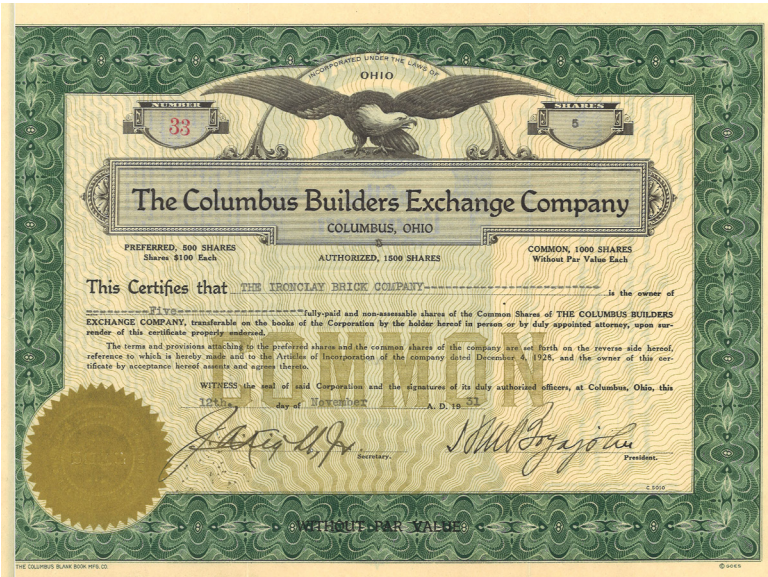 INCORPORATED UNDER THE LAWS OF
OHIO
NUMBER
33
SHARES
5
The Columbus Builders Exchange Company
COLUMBUS, OHIO
5
PREFERRED, 500 SHARES
Shares $100 Each
AUTHORIZED, 1500 SHARES
COMMON, 1000 SHARES
Without Par Value Each
This Certifies that THE IRONCLAY BRICK COMPANY is the owner of
Five fully-paid and non-assessable shares of the Common Shares of THE COLUMBUS BUILDERS
EXCHANGE COMPANY, transferable on the books of the Corporation by the holder hereof in person or by duly appointed attorney, upon sur-
render of this certificate properly endorsed.
The terms and provisions attaching to the preferred shares and the common shares of the company are set forth on the reverse side hereof,
reference to which is hereby made and to the Articles of Incorporation of the company dated December 4, 1928, and the owner of this cer-
tificate by acceptance hereof assents and agrees thereto.
COMMON
WITNESS the seal of said Corporation and the signatures of its duly authorized officers, at Columbus, Ohio, this
12th. day of November A. D. 19 31
Secretary.
President.
C 5010
WITHOUT PAR VALUE
THE COLUMBUS BLANK BOOK MFG. CO.
© GOES